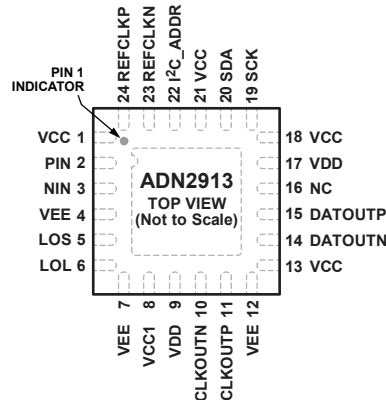 24 REFCLKP
23 REFCLKN
22 I²C_ADDR
21 VCC
20 SDA
19 SCK
PIN 1
INDICATOR
VCC 1
PIN 2
NIN 3
VEE 4
LOS 5
LOL 6
ADN2913
TOP VIEW
(Not to Scale)
18 VCC
17 VDD
16 NC
15 DATOUTP
14 DATOUTN
13 VCC
VEE 7
VCC1 8
VDD 9
CLKOUTN 10
CLKOUTP 11
VEE 12